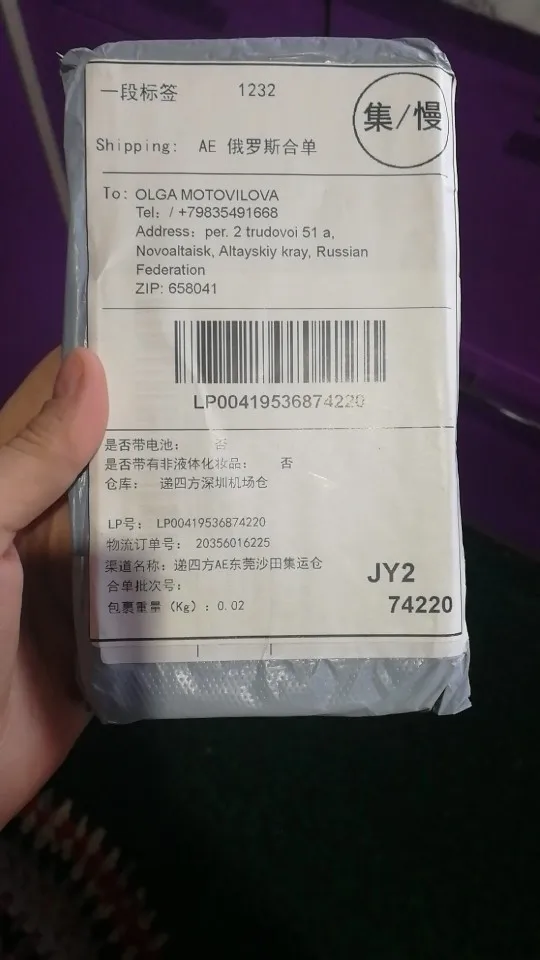 一段标签 1232
集/慢
Shipping: AE 俄罗斯合单
To: OLGA MOTOVILOVA
Tel: / +79835491668
Address: per. 2 trudovoi 51 a,
Novoaltaisk, Altayskiy kray, Russian
Federation
ZIP: 658041
LP00419536874220
是否带电池: 否
是否带有非液体化妆品: 否
仓库: 递四方深圳机场仓
LP号: LP00419536874220
物流订单号: 20356016225
渠道名称: 递四方AE东莞沙田集运仓
合单批次号:
包裹重量 (Kg) : 0.02
JY2
74220